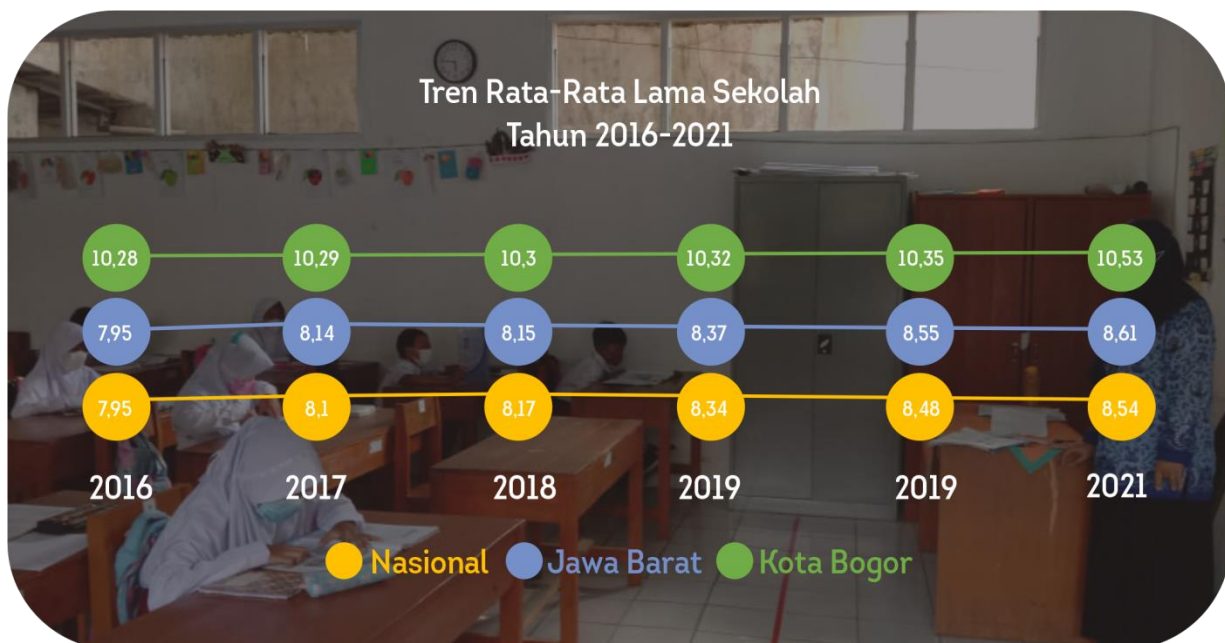 Tren Rata-Rata Lama Sekolah
Tahun 2016-2021
10,28 10,29 10,3 10,32 10,35 10,53
7,95 8,14 8,15 8,37 8,55 8,61
7,95 8,1 8,17 8,34 8,48 8,54
2016 2017 2018 2019 2019 2021
Nasional Jawa Barat Kota Bogor